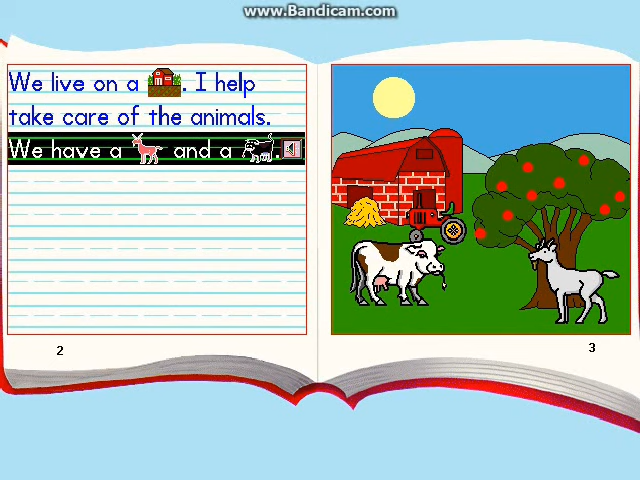 www.Bandicam.com
We live on a . I help
take care of the animals.
We have a and a .
2
3